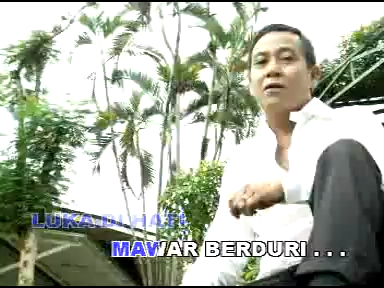 LUKA DI HATI
MAWAR BERDURI . . .